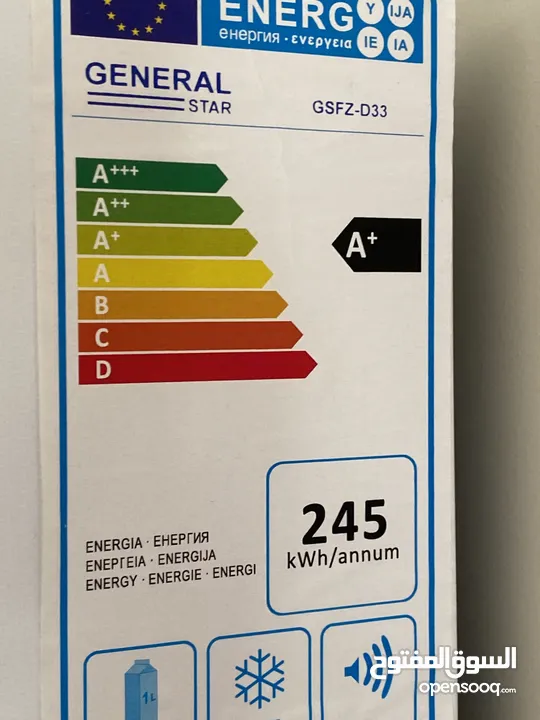 ENERG Y IJA
енергия · ενεργεια IE IA
GENERAL
STAR
GSFZ-D33
A+++
A++
A+
A
B
C
D
A+
245
kWh/annum
ENERGIA · ЕНЕРГИЯ
ΕΝΕΡΓΕΙΑ · ENERGIJA
ENERGY · ENERGIE · ENERGI
1L
السوق المفتوح
opensooq.com